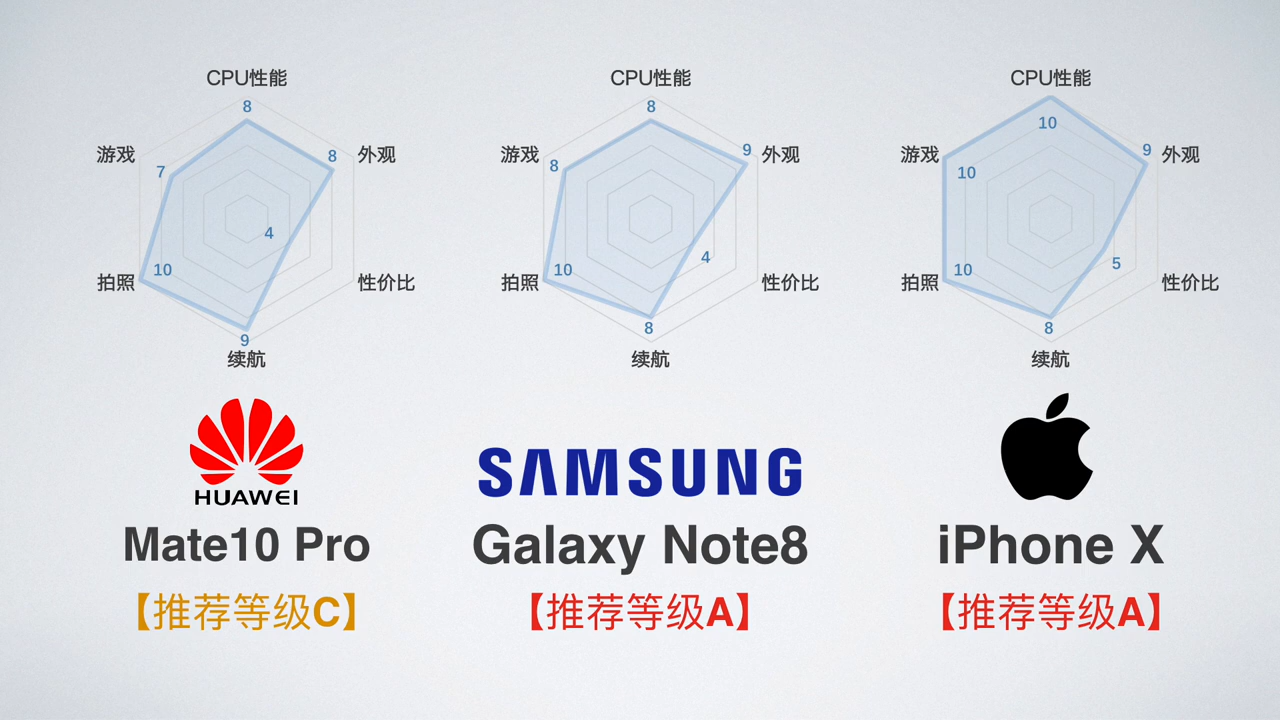 CPU性能
8
游戏
7
8
外观
4
拍照
10
性价比
9
续航
HUAWEI
Mate10 Pro
【推荐等级C】
CPU性能
8
游戏
8
9
外观
4
拍照
10
性价比
8
续航
SAMSUNG
Galaxy Note8
【推荐等级A】
CPU性能
10
游戏
10
9
外观
5
拍照
10
性价比
8
续航
iPhone X
【推荐等级A】